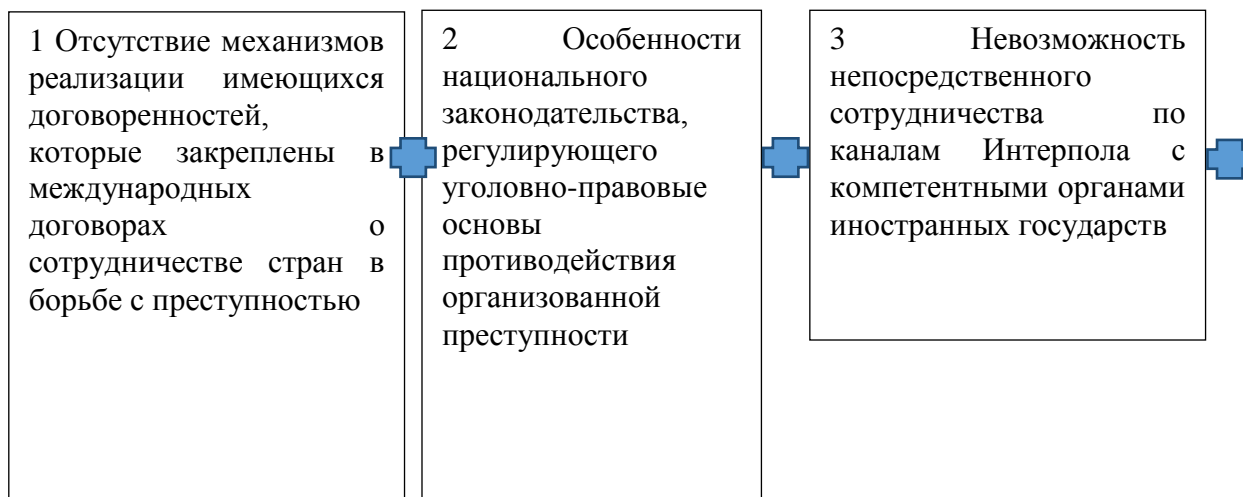 1 Отсутствие механизмов
реализации имеющихся
договоренностей,
которые закреплены в
международных
договорах о
сотрудничестве стран в
борьбе с преступностью
2 Особенности
национального
законодательства,
регулирующего
уголовно-правовые
основы
противодействия
организованной
преступности
3 Невозможность
непосредственного
сотрудничества по
каналам Интерпола с
компетентными органами
иностранных государств